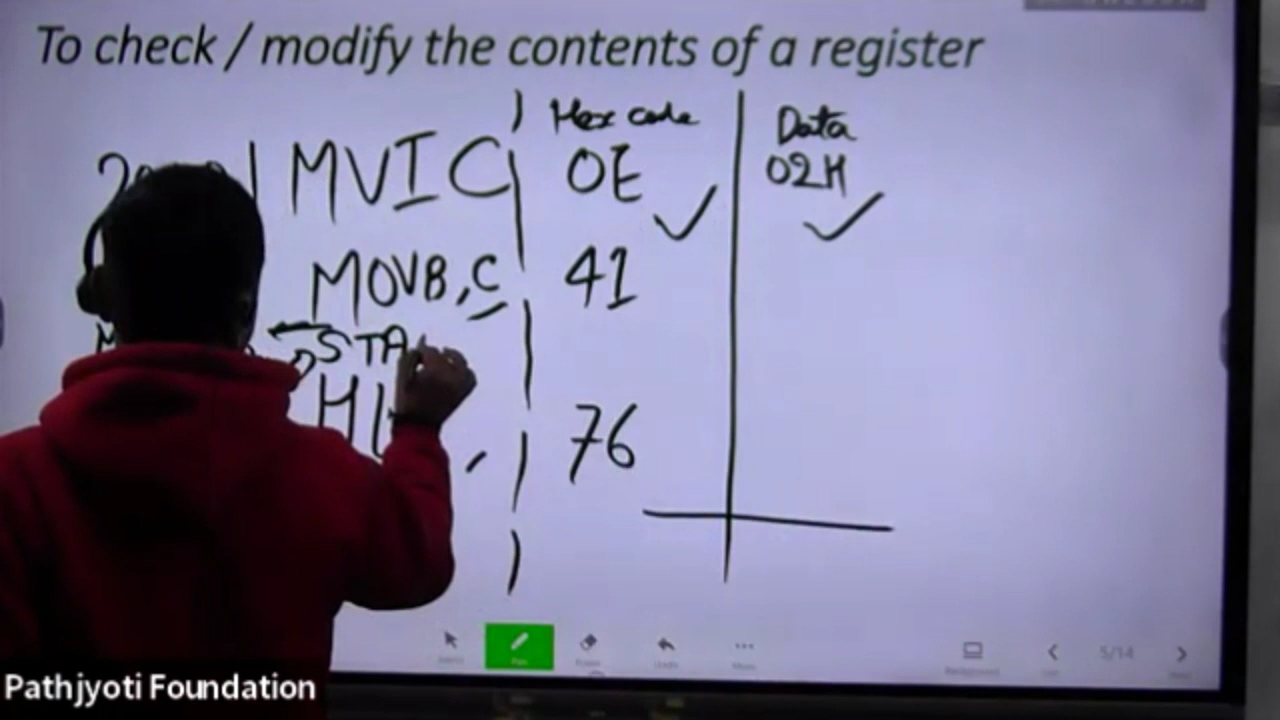 To check / modify the contents of a register
Hex code
Data
MVI C
0E
02H
MOV B, C
41
STA
76
5/14
Pathjyoti Foundation